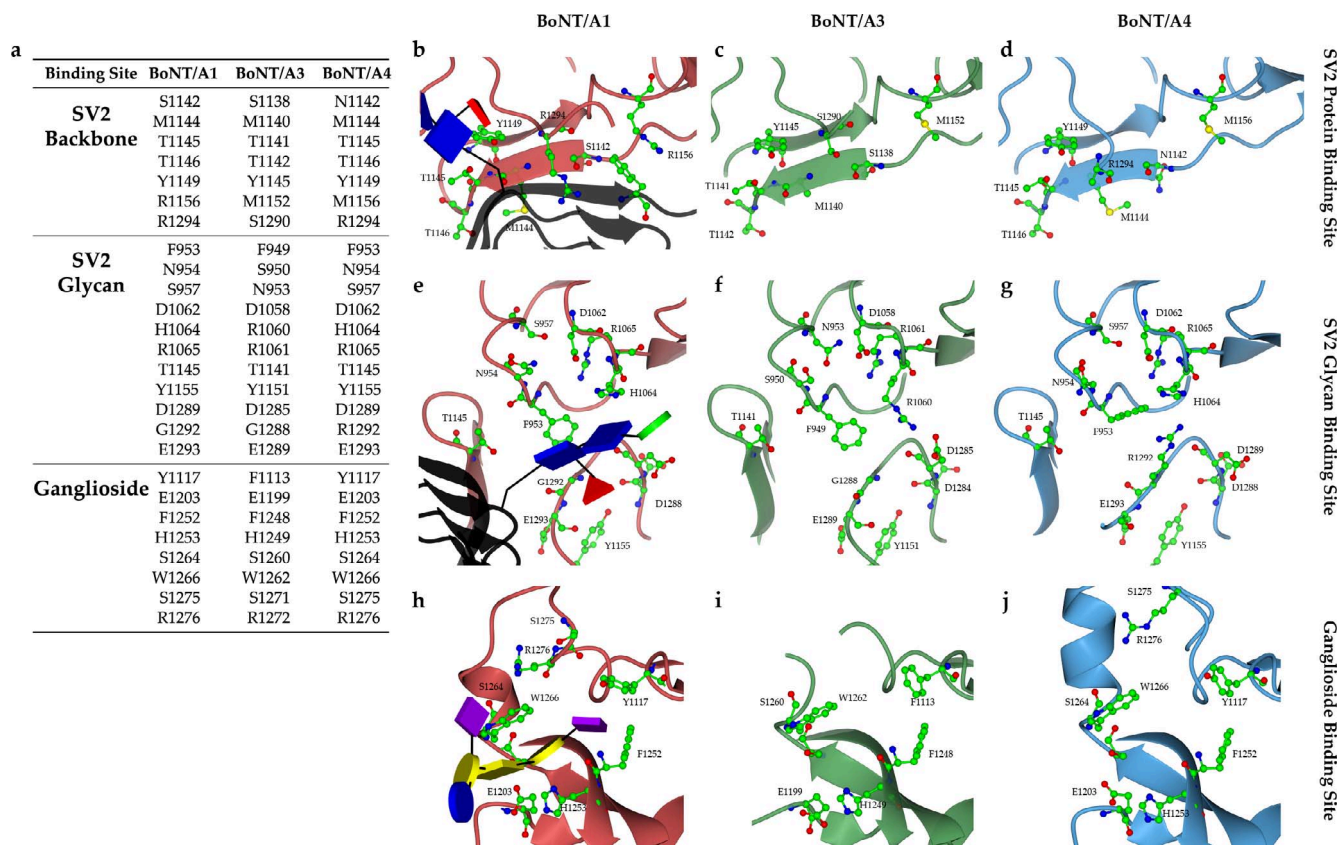 BoNT/A1 BoNT/A3 BoNT/A4
a
Binding Site BoNT/A1 BoNT/A3 BoNT/A4
SV2 Backbone
S1142 S1138 N1142
M1144 M1140 M1144
T1145 T1141 T1145
T1146 T1142 T1146
Y1149 Y1145 Y1149
R1156 M1152 M1156
R1294 S1290 R1294
SV2 Glycan
F953 F949 F953
N954 S950 N954
S957 N953 S957
D1062 D1058 D1062
H1064 R1060 H1064
R1065 R1061 R1065
T1145 T1141 T1145
Y1155 Y1151 Y1155
D1289 D1285 D1289
G1292 G1288 R1292
E1293 E1289 E1293
Ganglioside
Y1117 F1113 Y1117
E1203 E1199 E1203
F1252 F1248 F1252
H1253 H1249 H1253
S1264 S1260 S1264
W1266 W1262 W1266
S1275 S1271 S1275
R1276 R1272 R1276
b
R1294
Y1149
S1142
R1156
T1145
T1146
M1144
c
S1290
Y1145
S1138
M1152
T1141
M1140
T1142
d
Y1149
M1156
N1142
R1294
T1145
M1144
T1146
SV2 Protein Binding Site
e
D1062
S957
R1065
N954
H1064
T1145
F953
G1292
D1288
E1293
Y1155
f
D1058
N953
R1061
S950
R1060
T1141
F949
D1285
G1288
D1284
E1289
Y1151
g
D1062
S957
R1065
N954
H1064
T1145
F953
R1292
D1289
D1288
E1293
Y1155
SV2 Glycan Binding Site
h
S1275
R1276
S1264
W1266
Y1117
F1252
E1203
H1253
i
S1260
W1262
F1113
F1248
E1199
H1249
j
S1275
R1276
W1266
S1264
Y1117
F1252
E1203
H1253
Ganglioside Binding Site